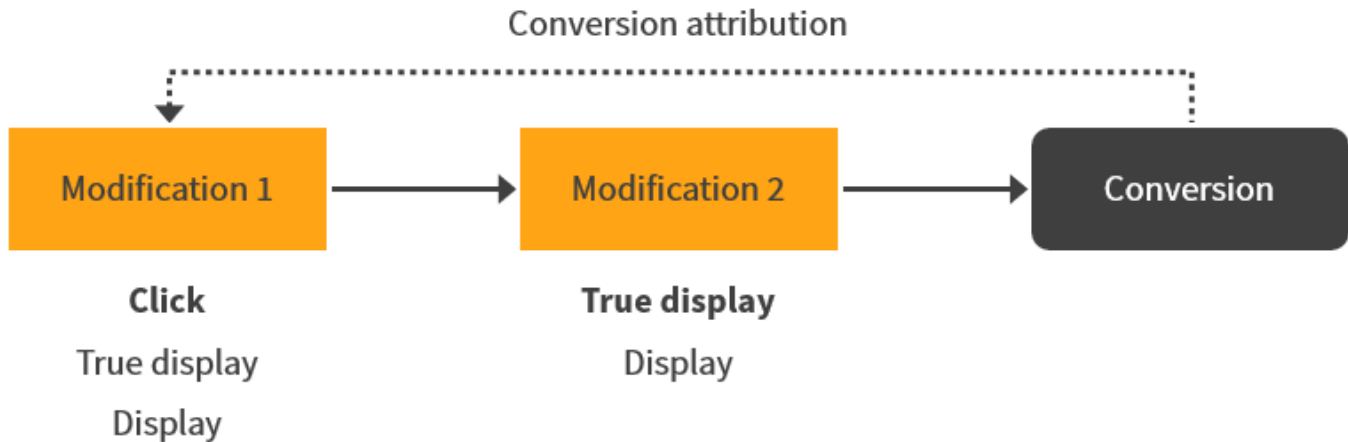 Conversion attribution
Modification 1
Modification 2
Conversion
Click
True display
True display
Display
Display